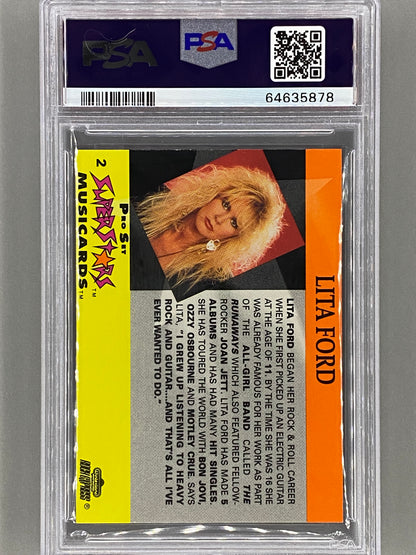 PSA
PSA
64635878
LITA FORD
LITA FORD BEGAN HER ROCK & ROLL CAREER
WHEN SHE FIRST PICKED UP AN ELECTRIC GUITAR
AT THE AGE OF 11. BY THE TIME SHE WAS 16 SHE
WAS ALREADY FAMOUS FOR HER WORK AS PART
OF THE ALL-GIRL BAND CALLED THE
RUNAWAYS WHICH ALSO FEATURED FELLOW-
ROCKER JOAN JETT. LITA FORD HAS MADE 5
ALBUMS AND HAS HAD MANY HIT SINGLES,
SHE HAS TOURED THE WORLD WITH BON JOVI,
OZZY OSBOURNE AND MOTLEY CRUE. SAYS
LITA, "I GREW UP LISTENING TO HEAVY
ROCK AND GUITAR...AND THAT'S ALL I'VE
EVER WANTED TO DO."
PRO SET
2 SUPERSTARS™
MUSICARDS™